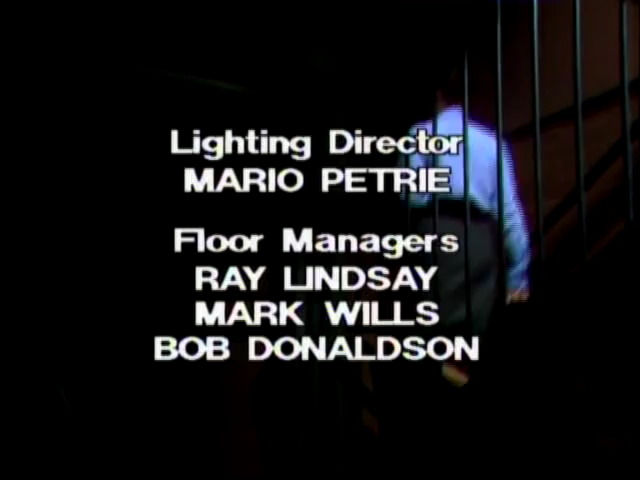 Lighting Director
MARIO PETRIE
Floor Managers
RAY LINDSAY
MARK WILLS
BOB DONALDSON